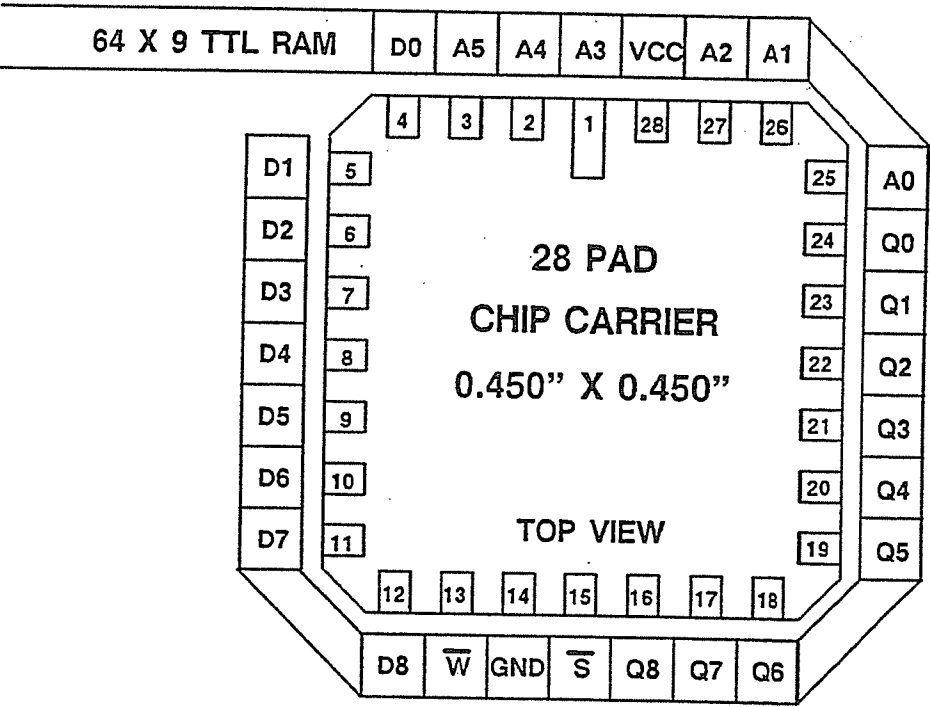 64 X 9 TTL RAM D0 A5 A4 A3 VCC A2 A1
4 3 2 1 28 27 26
D1 5 25 A0
D2 6 24 Q0
28 PAD
D3 7 23 Q1
CHIP CARRIER
D4 8 22 Q2
0.450” X 0.450”
D5 9 21 Q3
D6 10 20 Q4
TOP VIEW
D7 11 19 Q5
12 13 14 15 16 17 18
D8 W̅ GND S̅ Q8 Q7 Q6